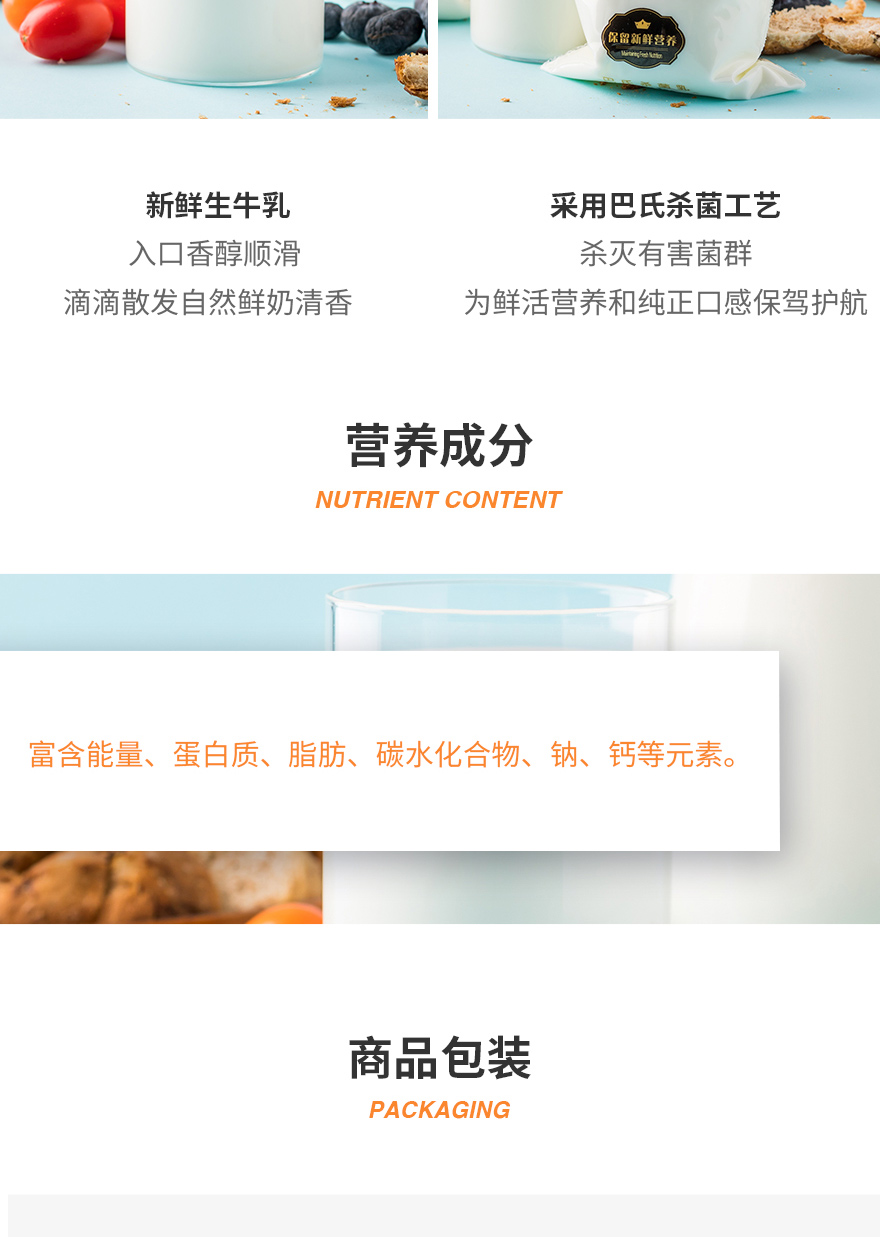 保留新鲜营养
Maintaining Fresh Nutrition
新鲜生牛乳
入口香醇顺滑
滴滴散发自然鲜奶清香
采用巴氏杀菌工艺
杀灭有害菌群
为鲜活营养和纯正口感保驾护航
营养成分
NUTRIENT CONTENT
富含能量、蛋白质、脂肪、碳水化合物、钠、钙等元素。
商品包装
PACKAGING